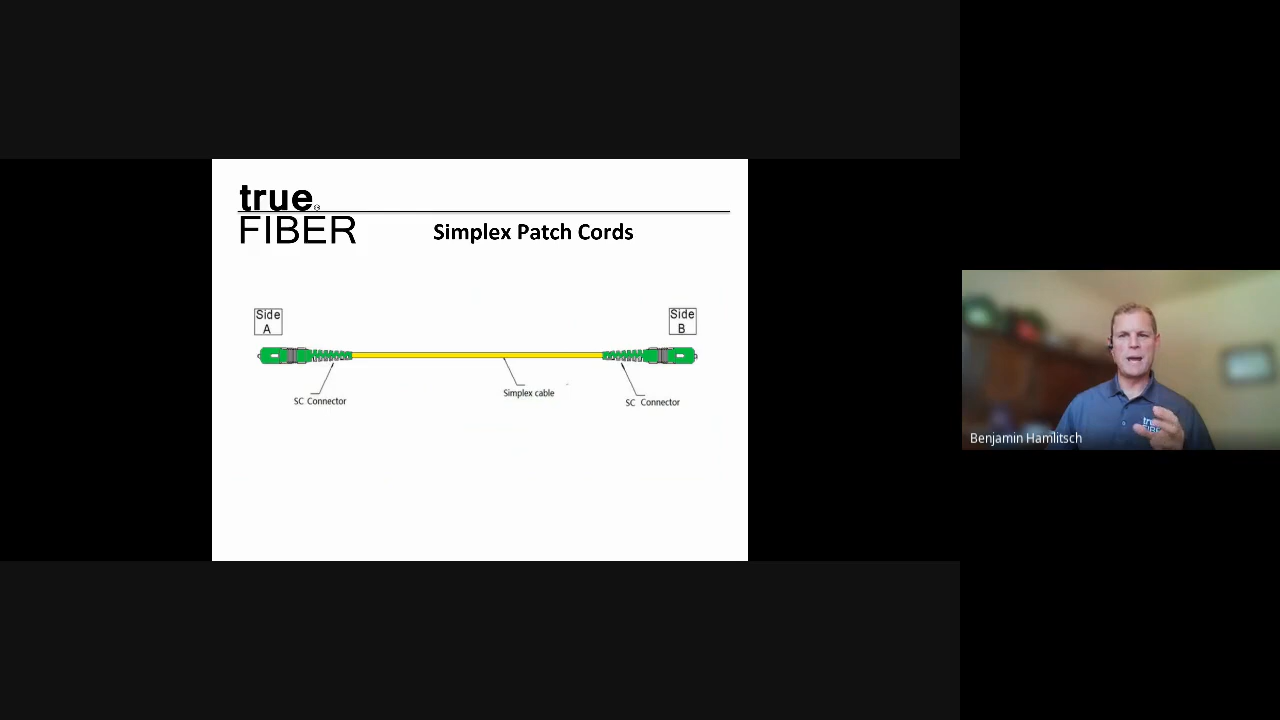 true®
FIBER
Simplex Patch Cords
Side
A
Side
B
SC Connector
Simplex cable
SC Connector
Benjamin Hamlitsch